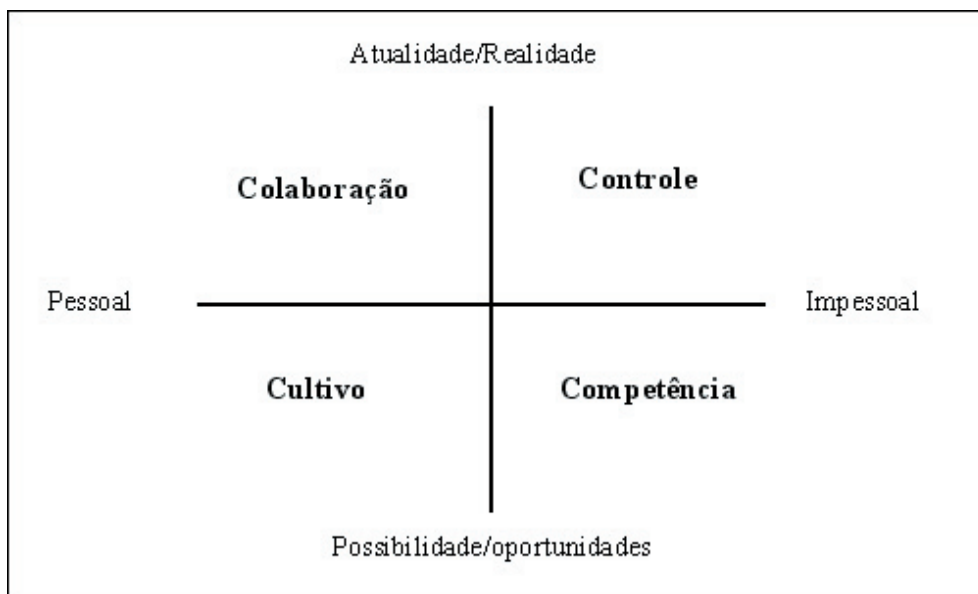 Atualidade/Realidade
Colaboração
Controle
Pessoal
Impessoal
Cultivo
Competência
Possibilidade/oportunidades